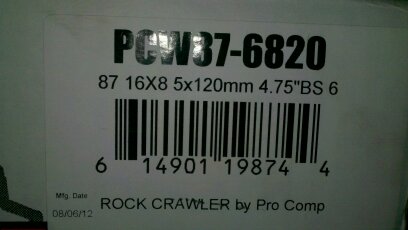 PCW87-6820
87 16X8 5x120mm 4.75"BS 6
6 14901 19874 4
Mfg. Date
08/06/12
ROCK CRAWLER by Pro Comp